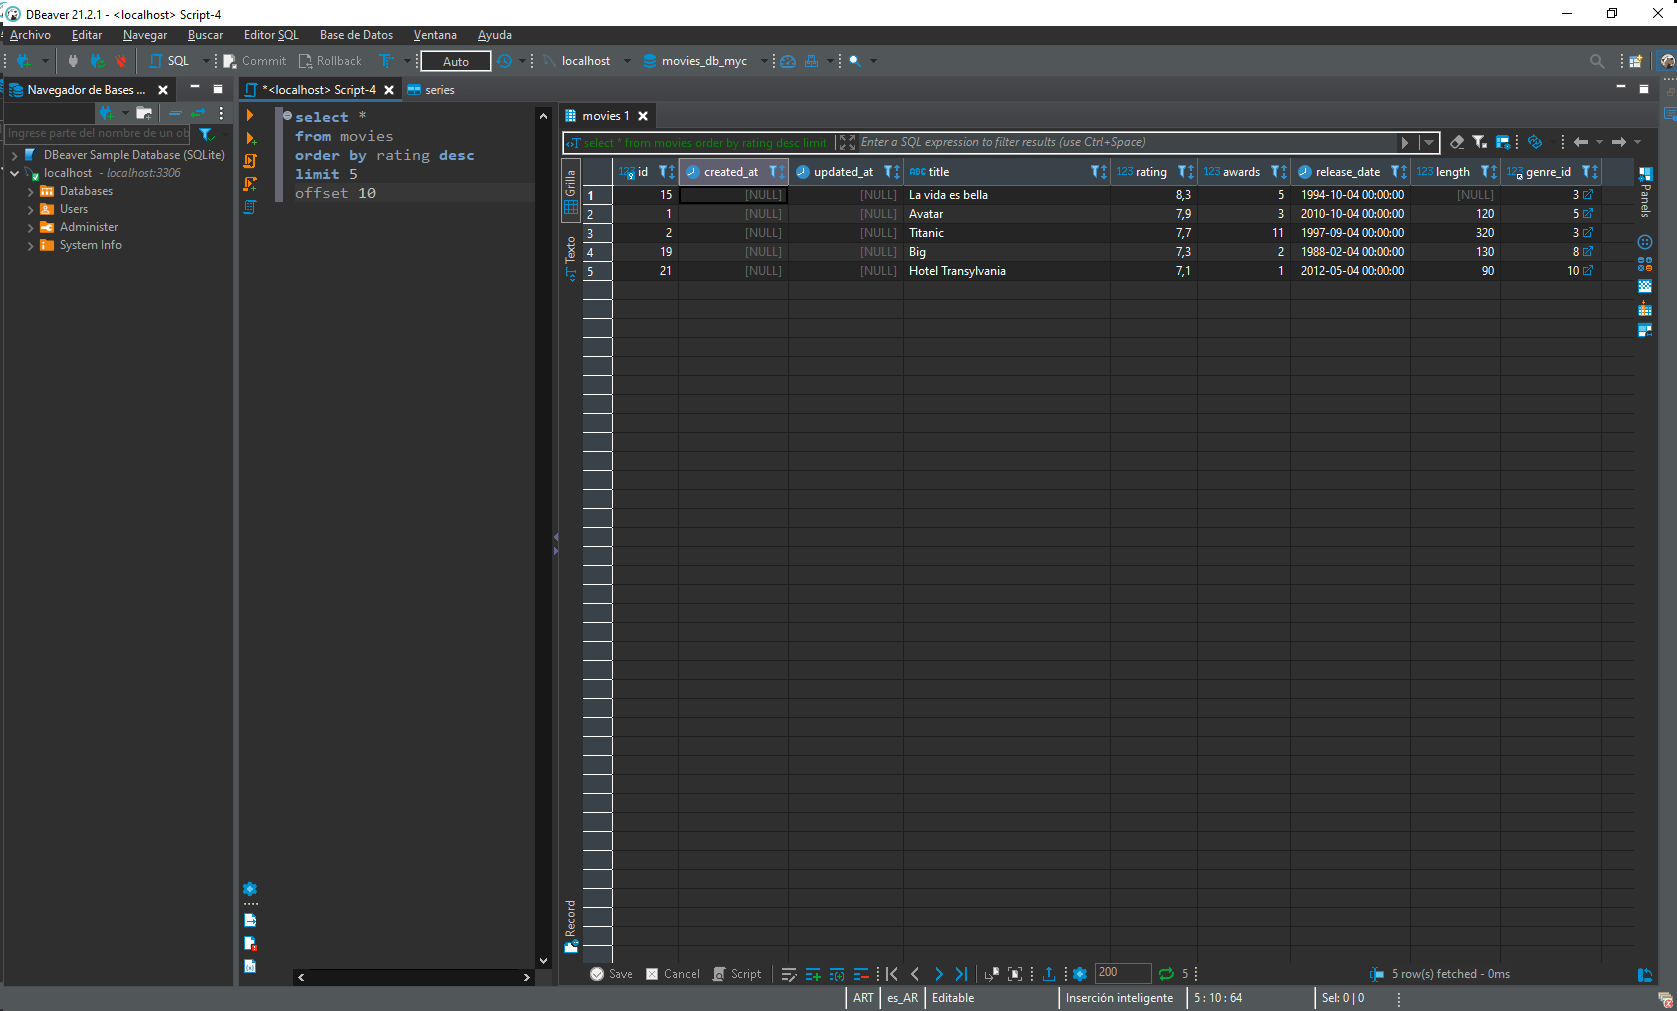 DBeaver 21.2.1 - <localhost> Script-4
Archivo Editar Navegar Buscar Editor SQL Base de Datos Ventana Ayuda
SQL Commit Rollback Auto localhost movies_db_myc
Navegador de Bases ...
*<localhost> Script-4 series
Ingrese parte del nombre de un ob
DBeaver Sample Database (SQLite)
localhost - localhost:3306
Databases
Users
Administer
System Info
select *
from movies
order by rating desc
limit 5
offset 10
movies 1
select * from movies order by rating desc limit
Enter a SQL expression to filter results (use Ctrl+Space)
Grilla
Texto
Record
Panels
123 id created_at updated_at ABC title 123 rating 123 awards release_date 123 length 123 genre_id
1 15 [NULL] [NULL] La vida es bella 8,3 5 1994-10-04 00:00:00 [NULL] 3
2 1 [NULL] [NULL] Avatar 7,9 3 2010-10-04 00:00:00 120 5
3 2 [NULL] [NULL] Titanic 7,7 11 1997-09-04 00:00:00 320 3
4 19 [NULL] [NULL] Big 7,3 2 1988-02-04 00:00:00 130 8
5 21 [NULL] [NULL] Hotel Transylvania 7,1 1 2012-05-04 00:00:00 90 10
Save Cancel Script 200 5 5 row(s) fetched - 0ms
ART es_AR Editable Inserción inteligente 5 : 10 : 64 Sel: 0 | 0